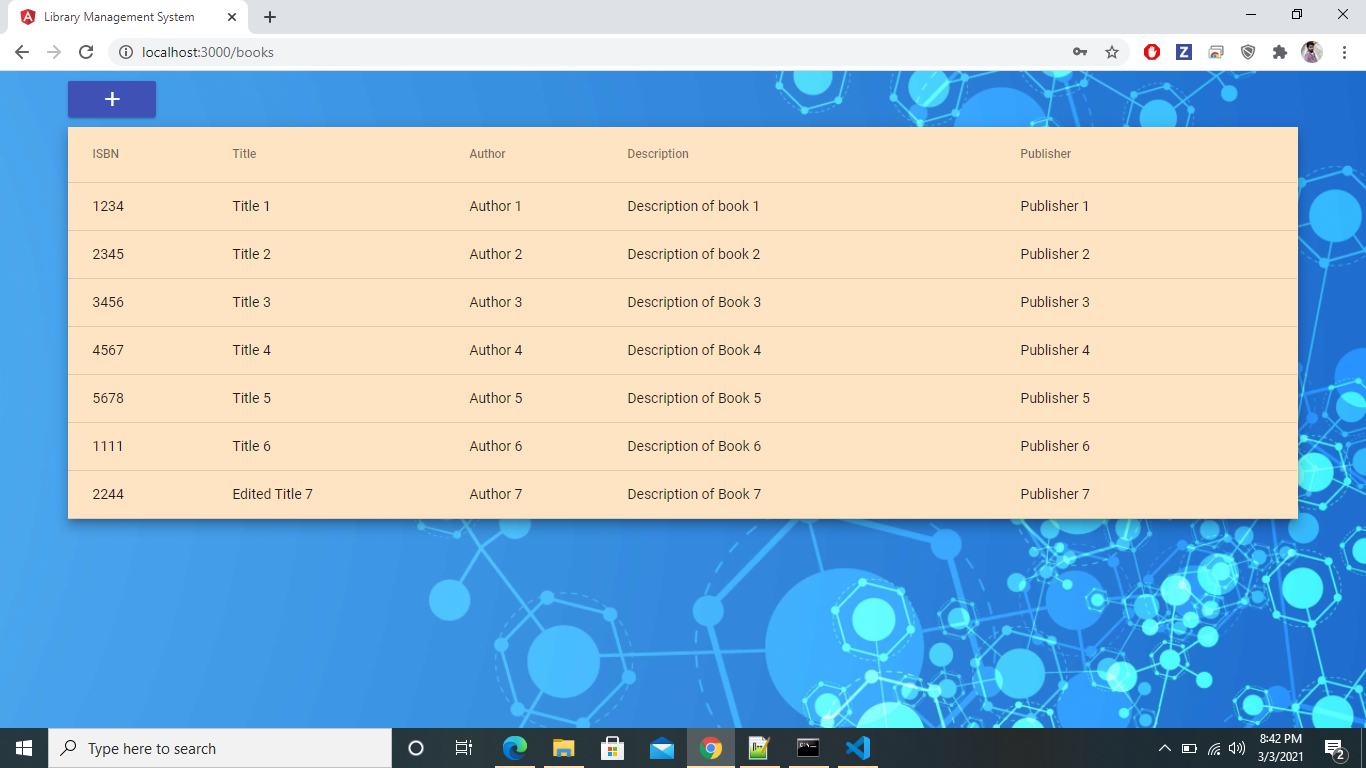 Library Management System
localhost:3000/books
+
ISBN Title Author Description Publisher
1234 Title 1 Author 1 Description of book 1 Publisher 1
2345 Title 2 Author 2 Description of book 2 Publisher 2
3456 Title 3 Author 3 Description of Book 3 Publisher 3
4567 Title 4 Author 4 Description of Book 4 Publisher 4
5678 Title 5 Author 5 Description of Book 5 Publisher 5
1111 Title 6 Author 6 Description of Book 6 Publisher 6
2244 Edited Title 7 Author 7 Description of Book 7 Publisher 7
Type here to search
8:42 PM
3/3/2021
2